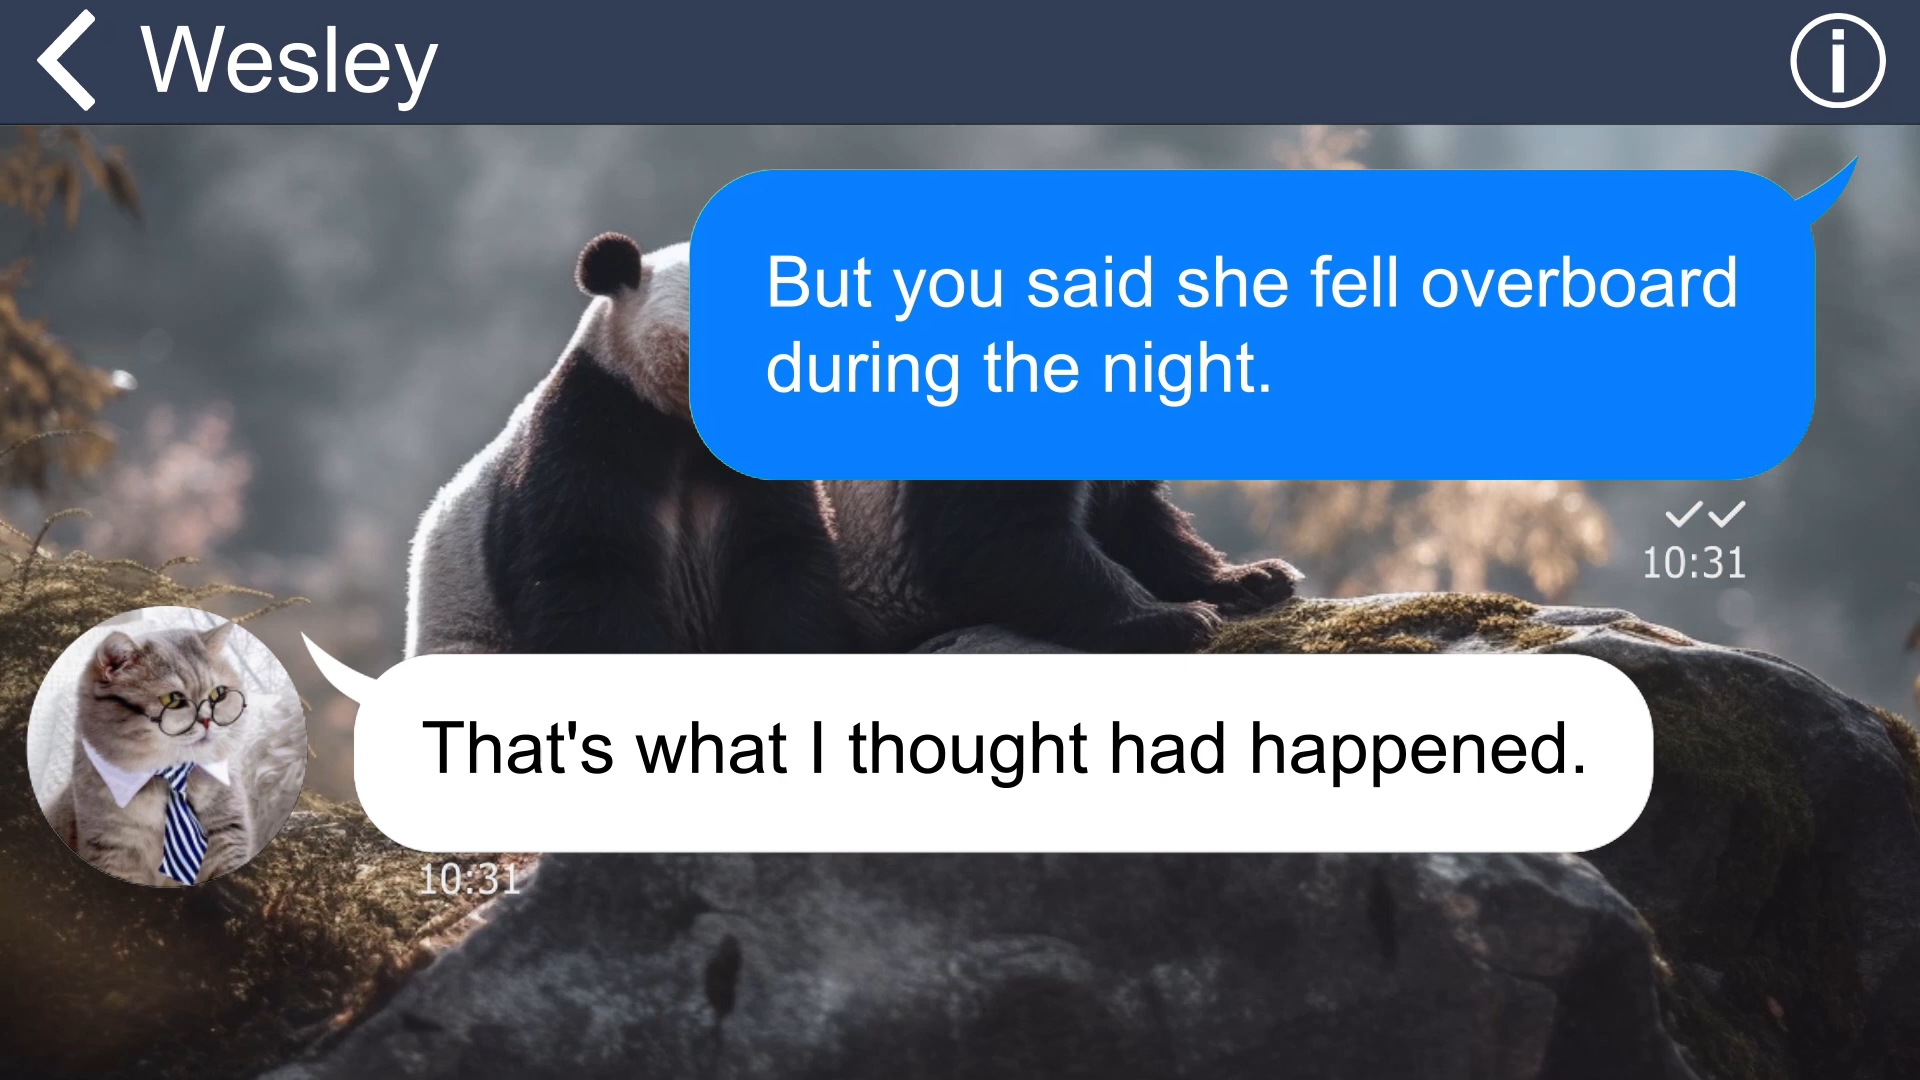 Wesley
But you said she fell overboard
during the night.
10:31
That's what I thought had happened.
10:31